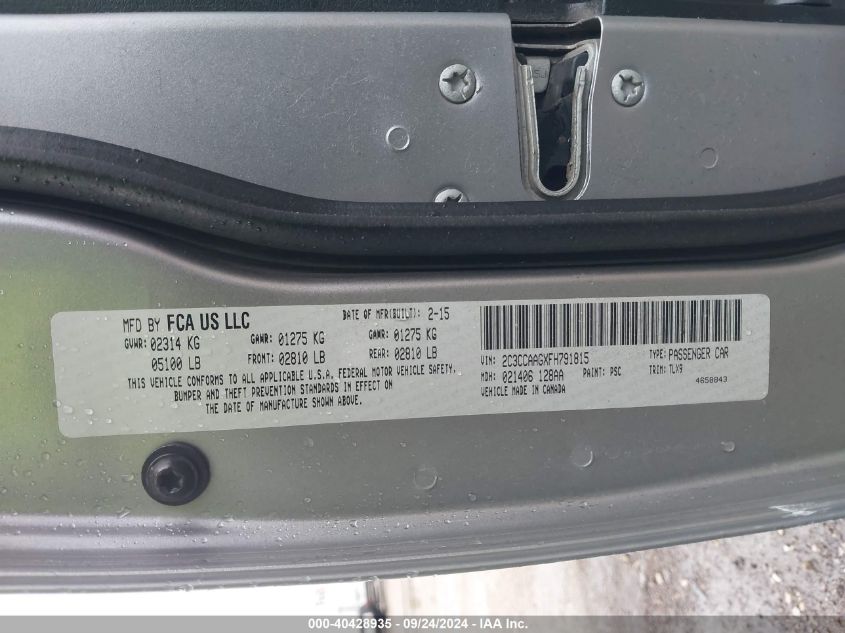 MFD BY FCA US LLC
DATE OF MFR(BUILT): 2-15
GVWR: 02314 KG
GAWR: 01275 KG
GAWR: 01275 KG
05100 LB
FRONT: 02810 LB
REAR: 02810 LB
THIS VEHICLE CONFORMS TO ALL APPLICABLE U.S.A. FEDERAL MOTOR VEHICLE SAFETY,
BUMPER AND THEFT PREVENTION STANDARDS IN EFFECT ON
THE DATE OF MANUFACTURE SHOWN ABOVE.
VIN: 2C3CCAAGXFH791815
TYPE: PASSENGER CAR
MDH: 021406 128AA
PAINT: PSC
TRIM: TLX9
VEHICLE MADE IN CANADA
4658843
000-40428935 - 09/24/2024 - IAAI.com